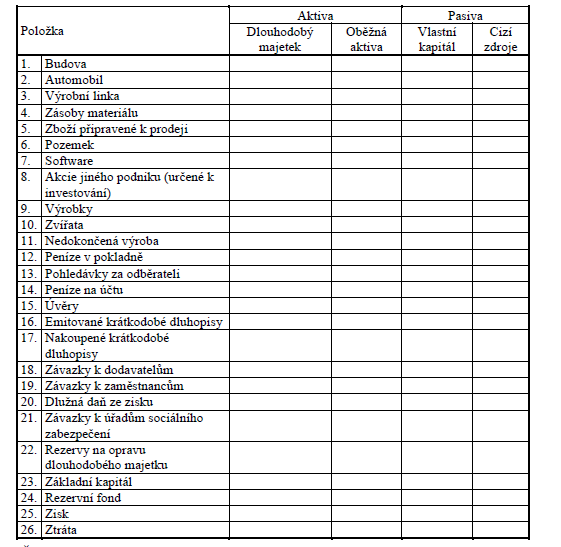 Položka
Aktiva
Pasiva
Dlouhodobý
majetek
Oběžná
aktiva
Vlastní
kapitál
Cizí
zdroje
1. Budova
2. Automobil
3. Výrobní linka
4. Zásoby materiálu
5. Zboží připravené k prodeji
6. Pozemek
7. Software
8. Akcie jiného podniku (určené k
investování)
9. Výrobky
10. Zvířata
11. Nedokončená výroba
12. Peníze v pokladně
13. Pohledávky za odběrateli
14. Peníze na účtu
15. Úvěry
16. Emitované krátkodobé dluhopisy
17. Nakoupené krátkodobé
dluhopisy
18. Závazky k dodavatelům
19. Závazky k zaměstnancům
20. Dlužná daň ze zisku
21. Závazky k úřadům sociálního
zabezpečení
22. Rezervy na opravu
dlouhodobého majetku
23. Základní kapitál
24. Rezervní fond
25. Zisk
26. Ztráta